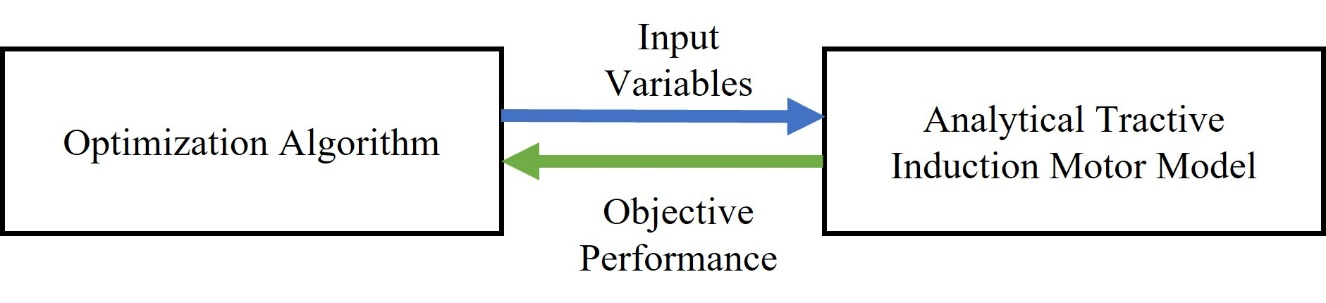 Optimization Algorithm
Input
Variables
Objective
Performance
Analytical Tractive
Induction Motor Model